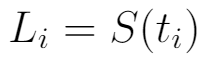 L_i = S(t_i)